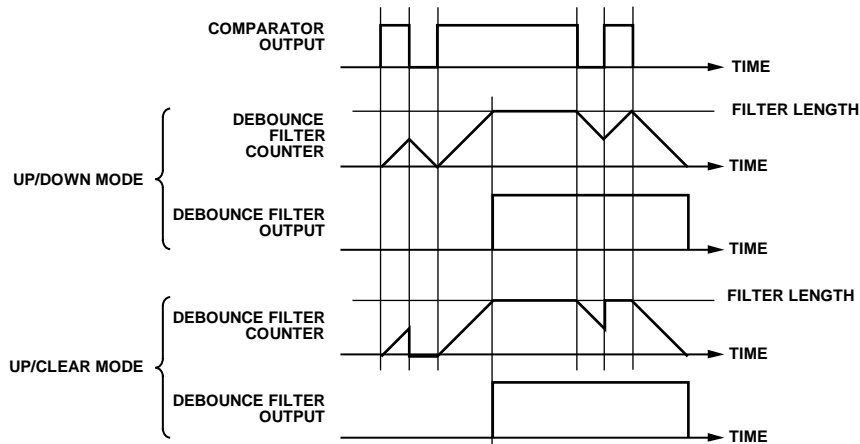 COMPARATOR
OUTPUT
TIME
FILTER LENGTH
DEBOUNCE
FILTER
COUNTER
TIME
UP/DOWN MODE
DEBOUNCE FILTER
OUTPUT
TIME
FILTER LENGTH
DEBOUNCE FILTER
COUNTER
TIME
UP/CLEAR MODE
DEBOUNCE FILTER
OUTPUT
TIME